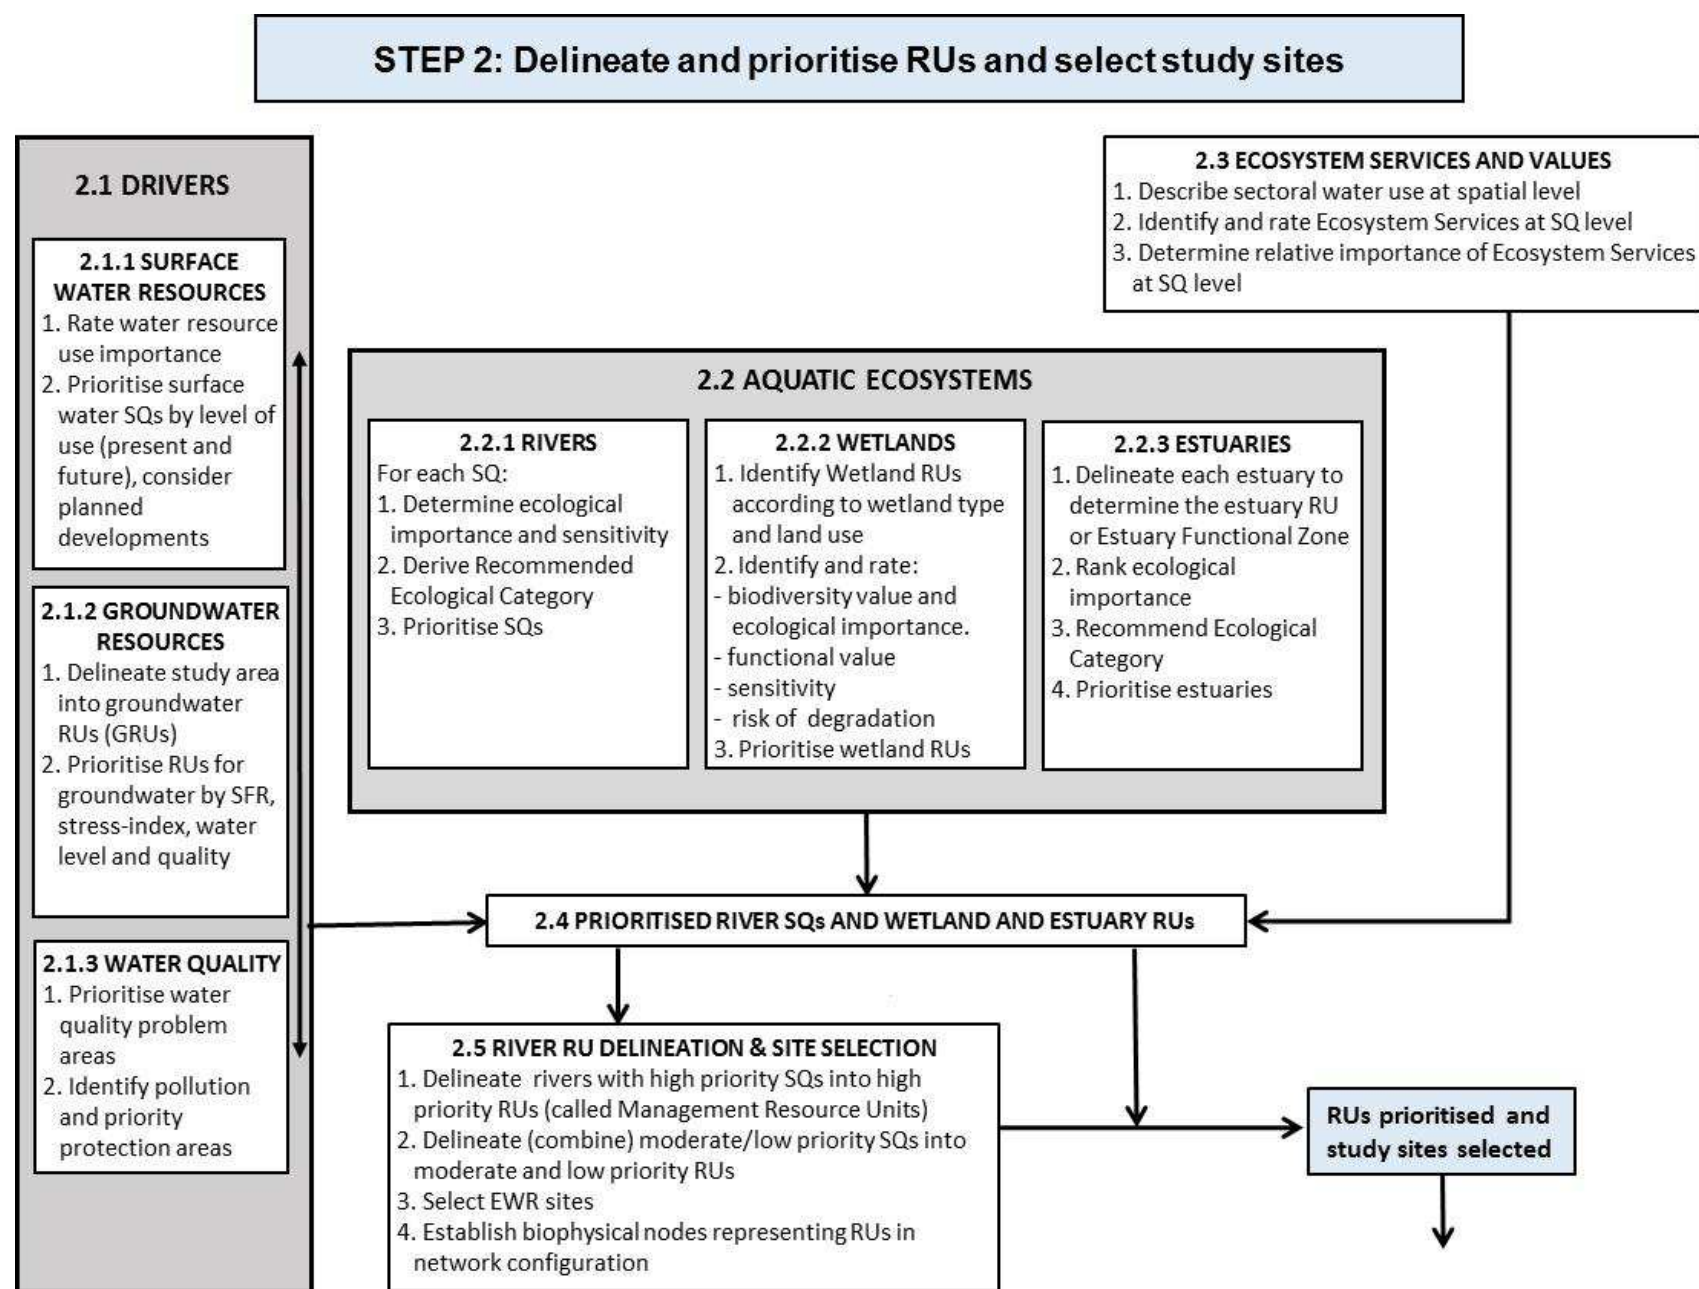 STEP 2: Delineate and prioritise RUs and select study sites
2.1 DRIVERS
2.1.1 SURFACE
WATER RESOURCES
1. Rate water resource
use importance
2. Prioritise surface
water SQs by level of
use (present and
future), consider
planned
developments
2.1.2 GROUNDWATER
RESOURCES
1. Delineate study area
into groundwater
RUs (GRUs)
2. Prioritise RUs for
groundwater by SFR,
stress-index, water
level and quality
2.1.3 WATER QUALITY
1. Prioritise water
quality problem
areas
2. Identify pollution
and priority
protection areas
2.3 ECOSYSTEM SERVICES AND VALUES
1. Describe sectoral water use at spatial level
2. Identify and rate Ecosystem Services at SQ level
3. Determine relative importance of Ecosystem Services
at SQ level
2.2 AQUATIC ECOSYSTEMS
2.2.1 RIVERS
For each SQ:
1. Determine ecological
importance and sensitivity
2. Derive Recommended
Ecological Category
3. Prioritise SQs
2.2.2 WETLANDS
1. Identify Wetland RUs
according to wetland type
and land use
2. Identify and rate:
- biodiversity value and
ecological importance.
- functional value
- sensitivity
- risk of degradation
3. Prioritise wetland RUs
2.2.3 ESTUARIES
1. Delineate each estuary to
determine the estuary RU
or Estuary Functional Zone
2. Rank ecological
importance
3. Recommend Ecological
Category
4. Prioritise estuaries
2.4 PRIORITISED RIVER SQs AND WETLAND AND ESTUARY RUs
2.5 RIVER RU DELINEATION & SITE SELECTION
1. Delineate rivers with high priority SQs into high
priority RUs (called Management Resource Units)
2. Delineate (combine) moderate/low priority SQs into
moderate and low priority RUs
3. Select EWR sites
4. Establish biophysical nodes representing RUs in
network configuration
RUs prioritised and
study sites selected